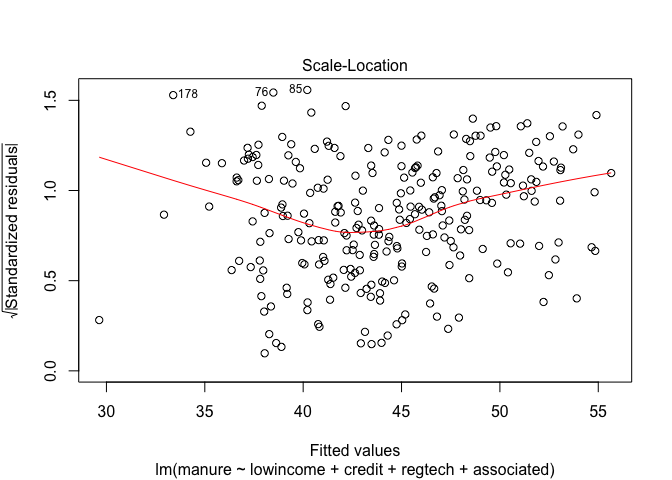 Scale-Location
√|Standardized residuals|
1.5
1.0
0.5
0.0
178
76
85
30 35 40 45 50 55
Fitted values
lm(manure ~ lowincome + credit + regtech + associated)